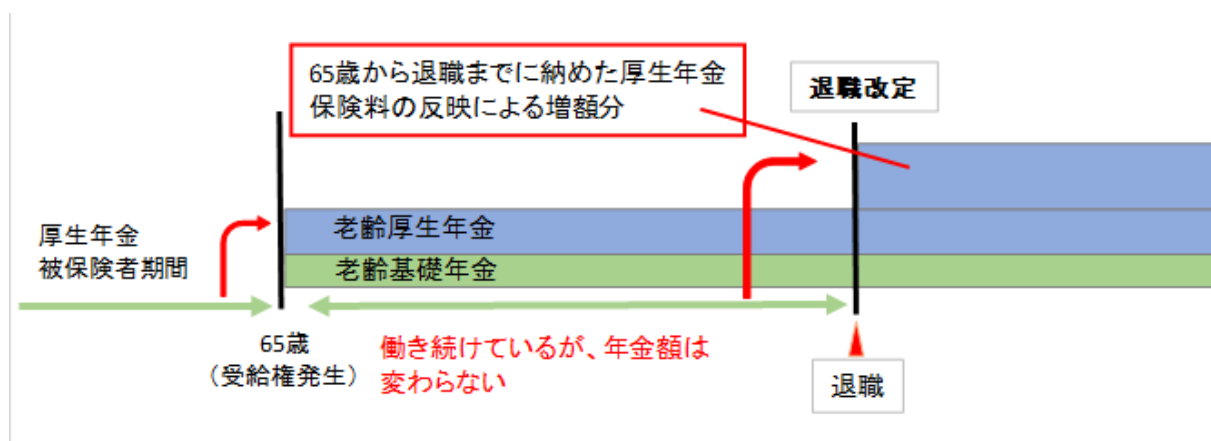 65歳から退職までに納めた厚生年金
保険料の反映による増額分
退職改定
厚生年金
被保険者期間
老齢厚生年金
老齢基礎年金
65歳
（受給権発生）
働き続けているが、年金額は
変わらない
退職